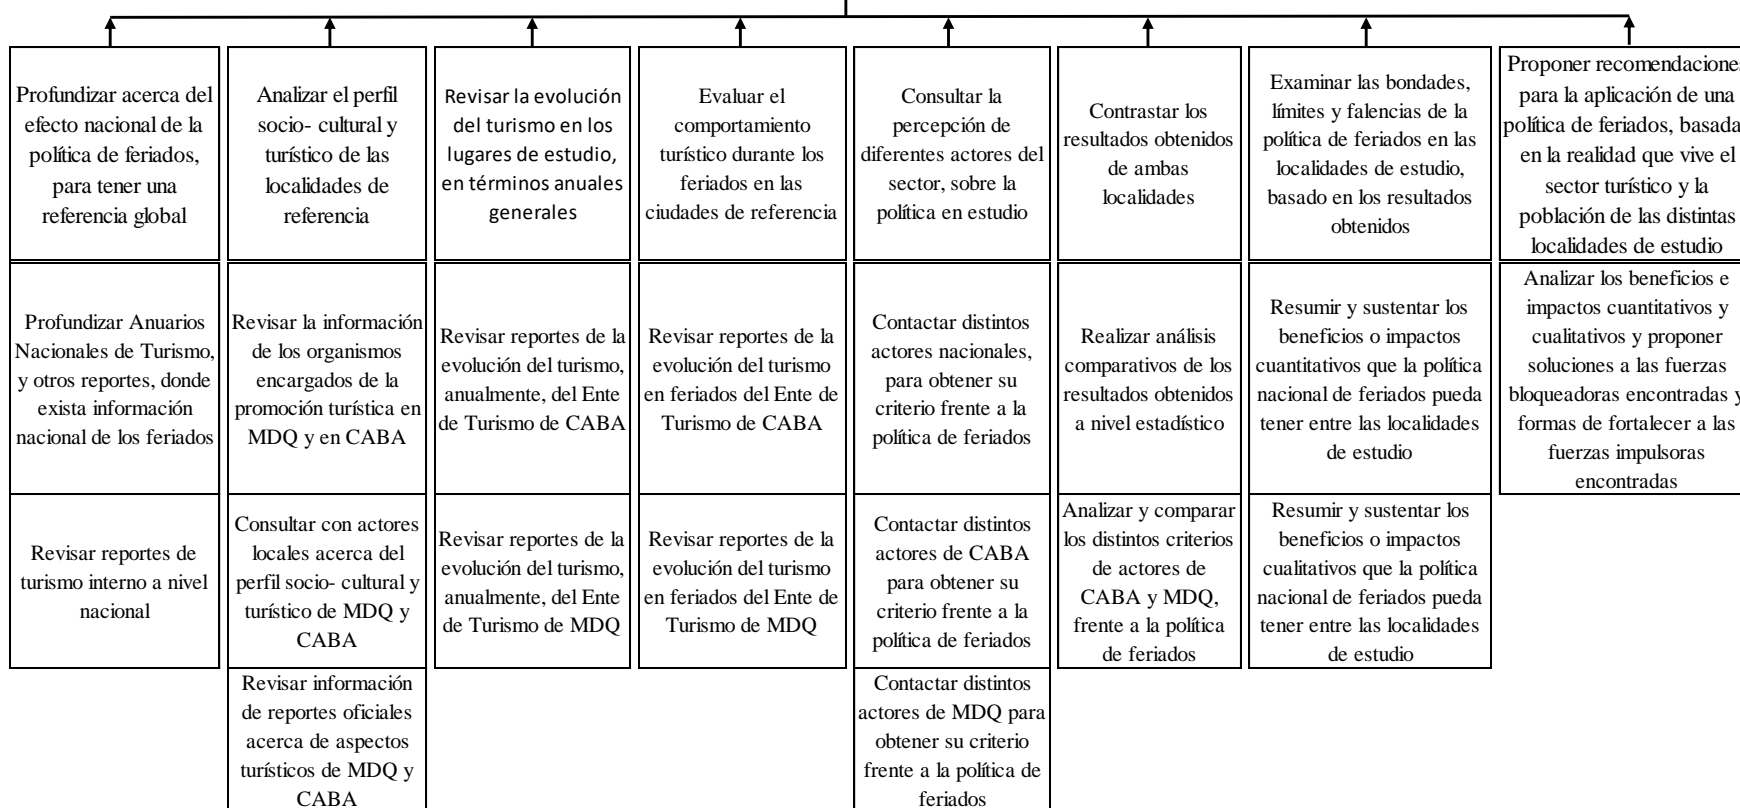 Profundizar acerca del
efecto nacional de la
política de feriados,
para tener una
referencia global
Analizar el perfil
socio- cultural y
turístico de las
localidades de
referencia
Revisar la evolución
del turismo en los
lugares de estudio,
en términos anuales
generales
Evaluar el
comportamiento
turístico durante los
feriados en las
ciudades de referencia
Consultar la
percepción de
diferentes actores del
sector, sobre la
política en estudio
Contrastar los
resultados obtenidos
de ambas
localidades
Examinar las bondades,
límites y falencias de la
política de feriados en las
localidades de estudio,
basado en los resultados
obtenidos
Proponer recomendaciones
para la aplicación de una
política de feriados, basada
en la realidad que vive el
sector turístico y la
población de las distintas
localidades de estudio
Profundizar Anuarios
Nacionales de Turismo,
y otros reportes, donde
exista información
nacional de los feriados
Revisar la información
de los organismos
encargados de la
promoción turística en
MDQ y en CABA
Revisar reportes de la
evolución del turismo,
anualmente, del Ente
de Turismo de CABA
Revisar reportes de la
evolución del turismo
en feriados del Ente de
Turismo de CABA
Contactar distintos
actores nacionales,
para obtener su
criterio frente a la
política de feriados
Realizar análisis
comparativos de los
resultados obtenidos
a nivel estadístico
Resumir y sustentar los
beneficios o impactos
cuantitativos que la política
nacional de feriados pueda
tener entre las localidades
de estudio
Analizar los beneficios e
impactos cuantitativos y
cualitativos y proponer
soluciones a las fuerzas
bloqueadoras encontradas y
formas de fortalecer a las
fuerzas impulsoras
encontradas
Revisar reportes de
turismo interno a nivel
nacional
Consultar con actores
locales acerca del
perfil socio- cultural y
turístico de MDQ y
CABA
Revisar reportes de la
evolución del turismo,
anualmente, del Ente
de Turismo de MDQ
Revisar reportes de la
evolución del turismo
en feriados del Ente de
Turismo de MDQ
Contactar distintos
actores de CABA
para obtener su
criterio frente a la
política de feriados
Analizar y comparar
los distintos criterios
de actores de
CABA y MDQ,
frente a la política
de feriados
Resumir y sustentar los
beneficios o impactos
cualitativos que la política
nacional de feriados pueda
tener entre las localidades
de estudio
Revisar información
de reportes oficiales
acerca de aspectos
turísticos de MDQ y
CABA
Contactar distintos
actores de MDQ para
obtener su criterio
frente a la política de
feriados